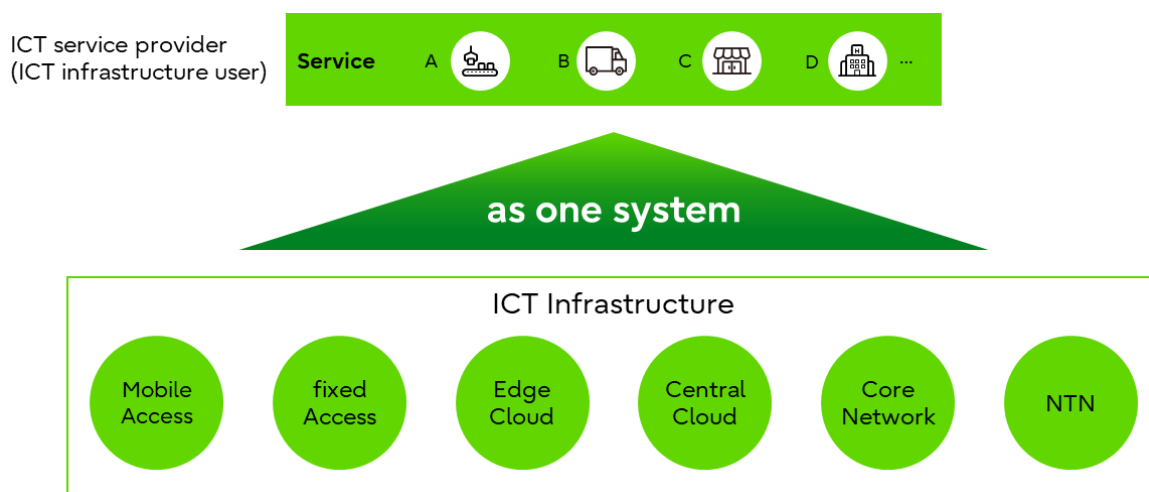 ICT service provider
(ICT infrastructure user)
Service A B C D ...
H
as one system
ICT Infrastructure
Mobile
Access
fixed
Access
Edge
Cloud
Central
Cloud
Core
Network
NTN